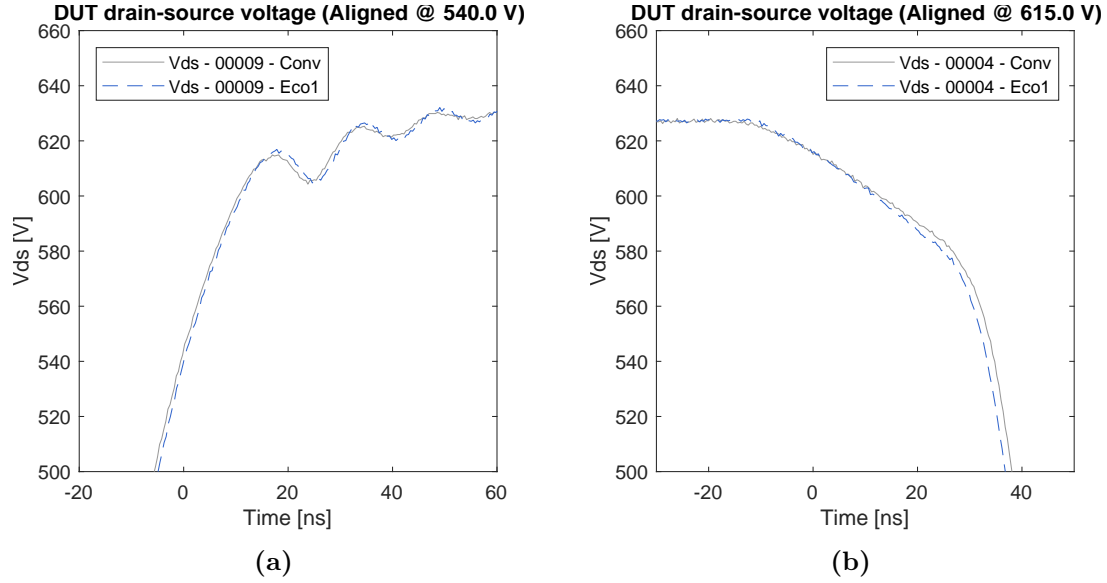 DUT drain-source voltage (Aligned @ 540.0 V)
660
640
620
600
580
560
540
520
500
Vds [V]
Vds - 00009 - Conv
Vds - 00009 - Eco1
-20
0
20
40
60
Time [ns]
(a)
DUT drain-source voltage (Aligned @ 615.0 V)
660
640
620
600
580
560
540
520
500
Vds [V]
Vds - 00004 - Conv
Vds - 00004 - Eco1
-20
0
20
40
Time [ns]
(b)